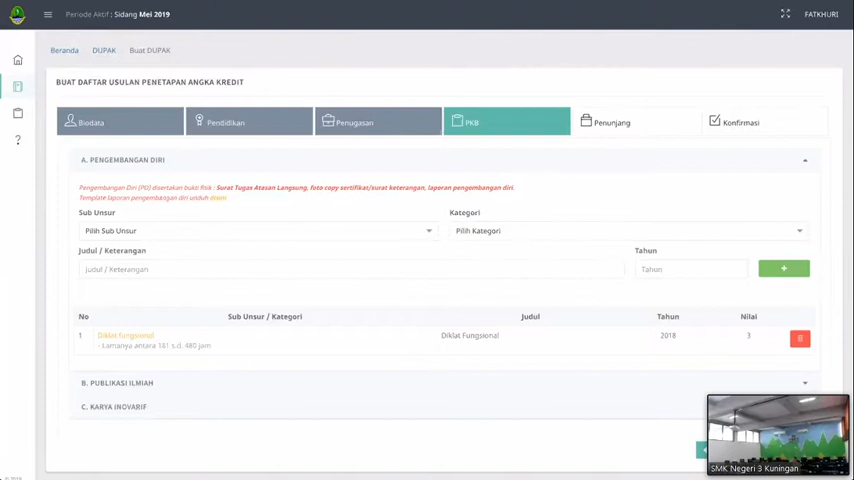 Periode Aktif : Sidang Mei 2019
FATKHURI
Beranda DUPAK Buat DUPAK
BUAT DAFTAR USULAN PENETAPAN ANGKA KREDIT
Biodata
Pendidikan
Penugasan
PKB
Penunjang
Konfirmasi
A. PENGEMBANGAN DIRI
Pengembangan Diri [PD] disertakan bukti fisik : Surat Tugas Atasan Langsung, foto copy sertifikat/surat keterangan, laporan pengembangan diri.
Template laporan pengembangan diri unduh disini
Sub Unsur
Kategori
Pilih Sub Unsur
Pilih Kategori
Judul / Keterangan
Tahun
Judul / Keterangan
Tahun
+
No Sub Unsur / Kategori Judul Tahun Nilai
1 Diklat fungsional Diklat Fungsional 2018 3
- Lamanya antara 181 s.d. 480 jam
B. PUBLIKASI ILMIAH
C. KARYA INOVARIF
SMK Negeri 3 Kuningan
?
© 2019